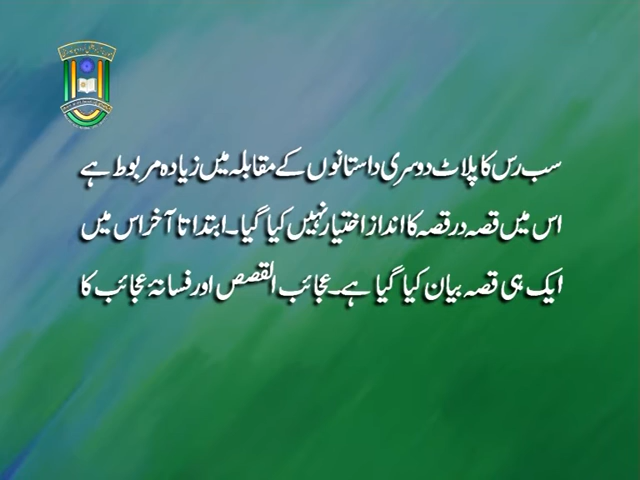 سب رس کا پلاٹ دوسری داستانوں کے مقابلہ میں زیادہ مربوط ہے
اس میں قصہ در قصہ کا انداز اختیار نہیں کیا گیا۔ ابتدا تا آخر اس میں
ایک ہی قصہ بیان کیا گیا ہے۔ عجائب القصص اور فسانۂ عجائب کا